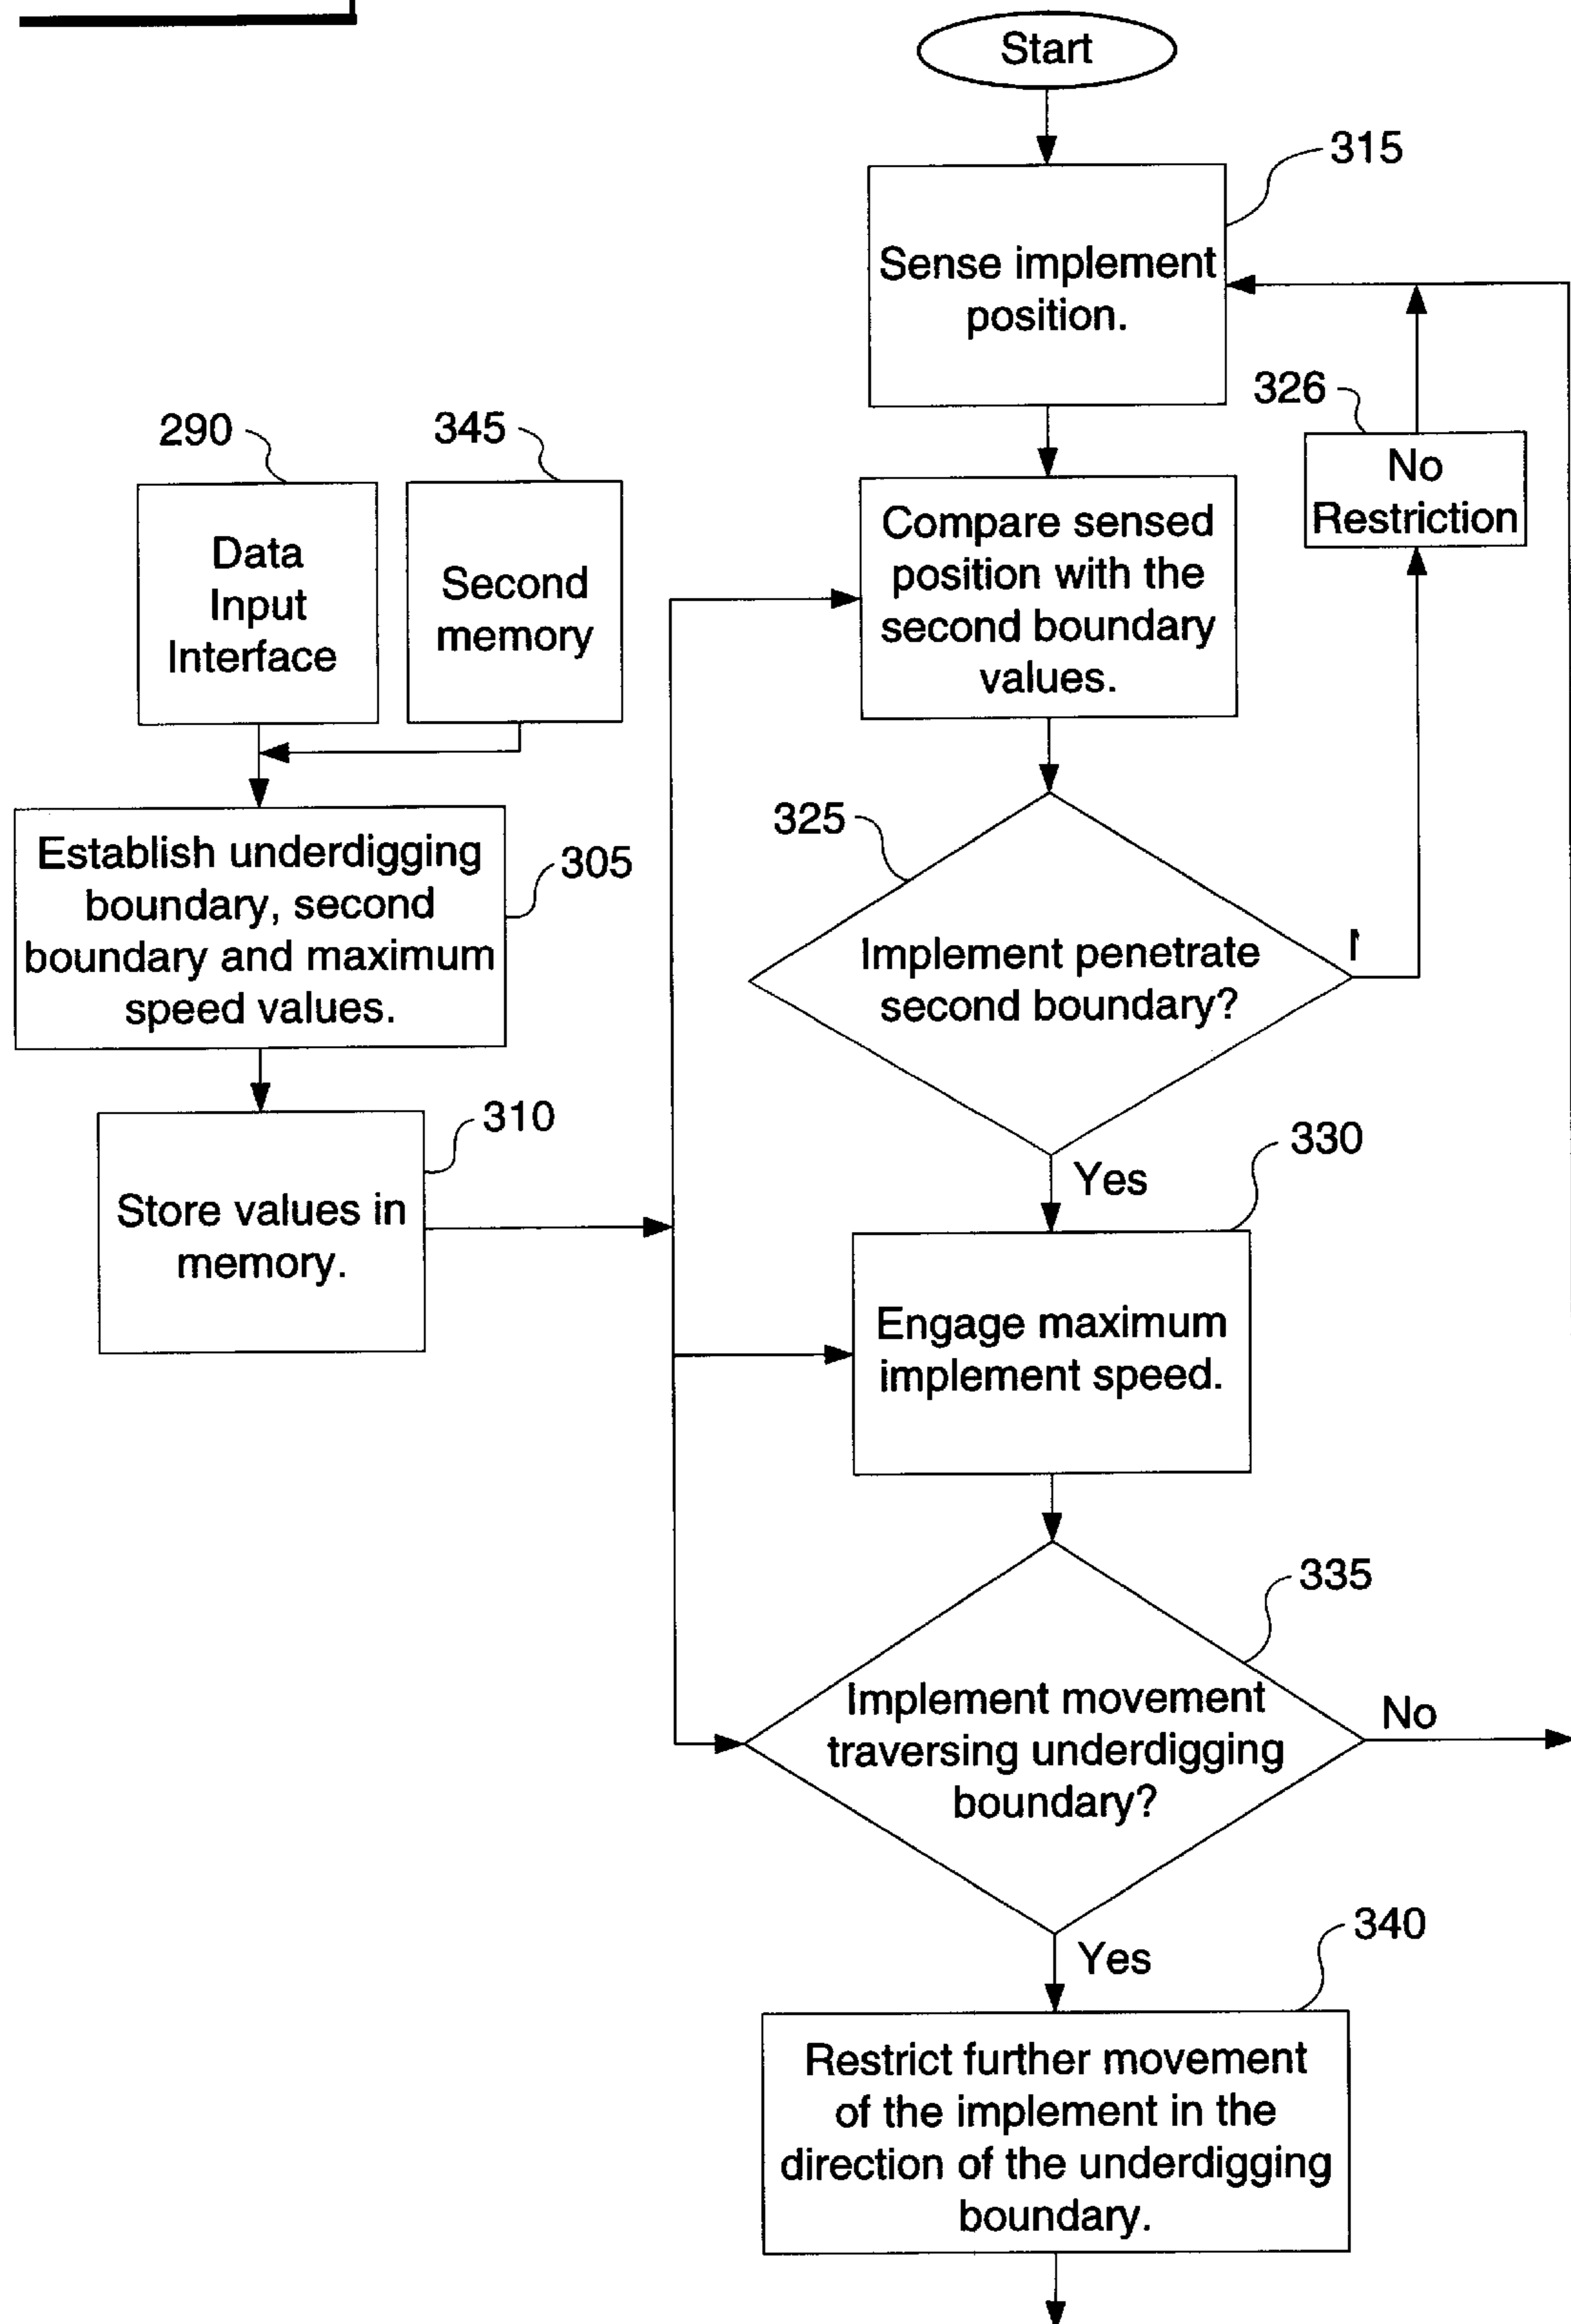 Start
315
Sense implement
position.
326
No
Restriction
290
345
Data
Input
Interface
Second
memory
Compare sensed
position with the
second boundary
values.
325
Implement penetrate
second boundary?
Establish underdigging
boundary, second
boundary and maximum
speed values.
305
310
Store values in
memory.
Yes
330
Engage maximum
implement speed.
335
Implement movement
traversing underdigging
boundary?
No
Yes
340
Restrict further movement
of the implement in the
direction of the underdigging
boundary.